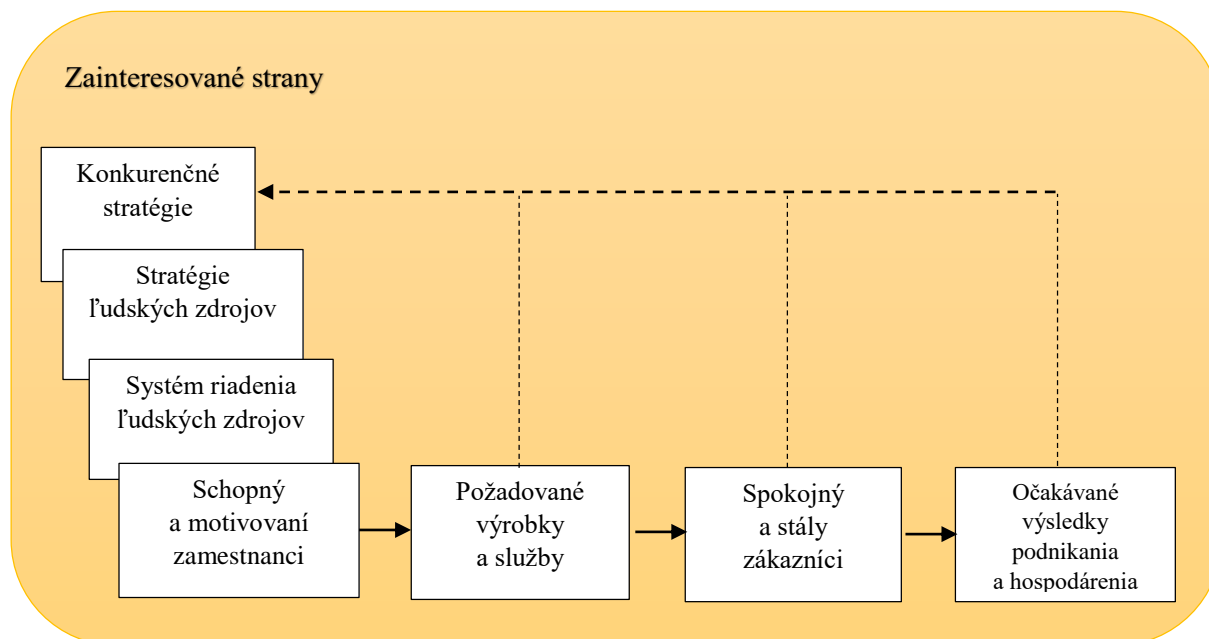 Zainteresované strany
Konkurenčné
stratégie
Stratégie
ľudských zdrojov
Systém riadenia
ľudských zdrojov
Schopný
a motivovaní
zamestnanci
Požadované
výrobky
a služby
Spokojný
a stály
zákazníci
Očakávané
výsledky
podnikania
a hospodárenia